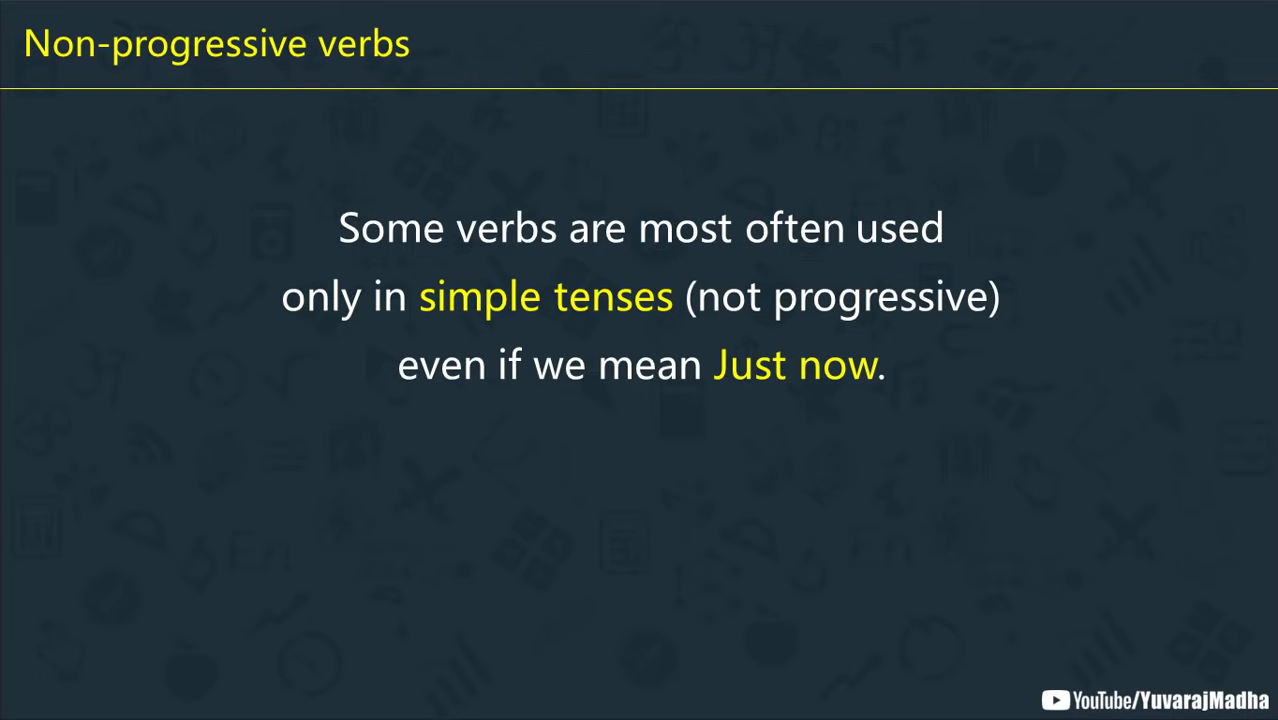 Non-progressive verbs
Some verbs are most often used
only in simple tenses (not progressive)
even if we mean Just now.
YouTube/YuvarajMadha